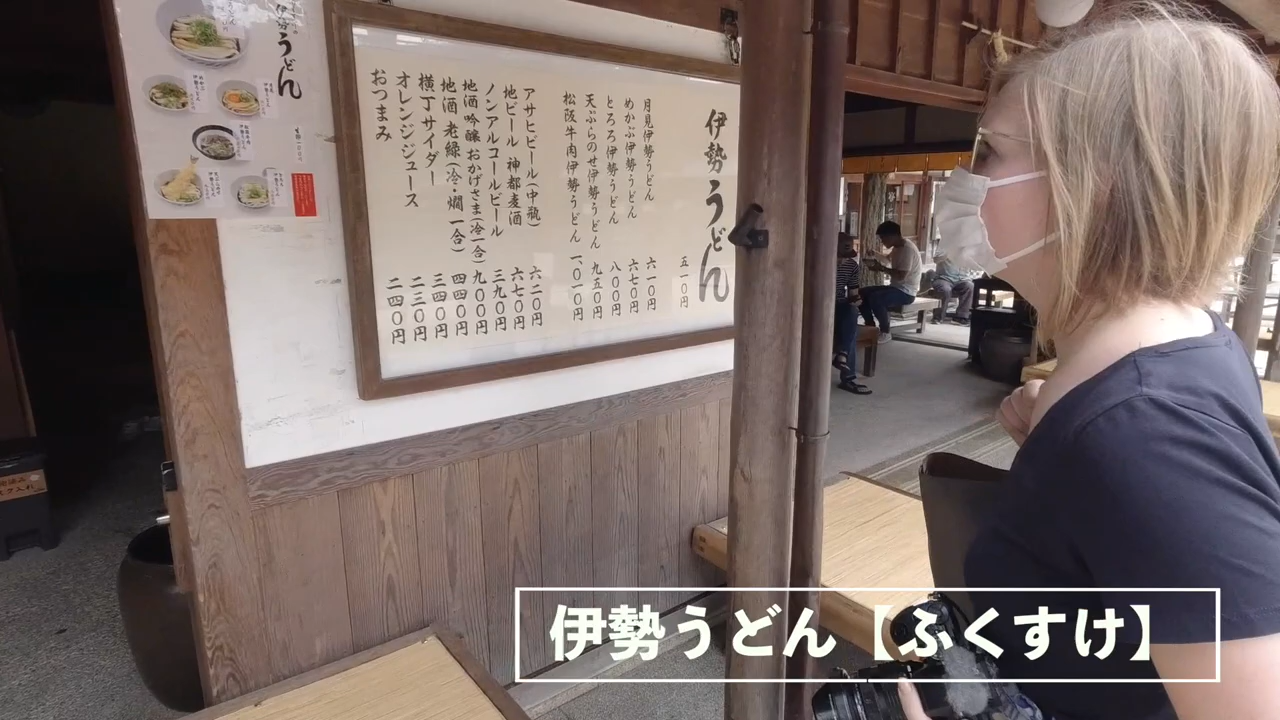 伊勢うどん
五一〇円
月見伊勢うどん 六一〇円
めかぶ伊勢うどん 六七〇円
とろろ伊勢うどん 八〇〇円
天ぷらのせ伊勢うどん 九五〇円
松阪牛肉伊勢うどん 一、〇一〇円
アサヒビール(中瓶) 六二〇円
地ビール 神都麦酒 六七〇円
ノンアルコールビール 三九〇円
地酒 吟醸 おかげさま(冷一合) 九〇〇円
地酒 老緑(冷・燗 一合) 四四〇円
横丁サイダー 三四〇円
オレンジジュース 二三〇円
おつまみ 二四〇円
伊勢うどん
伊勢うどん【ふくすけ】